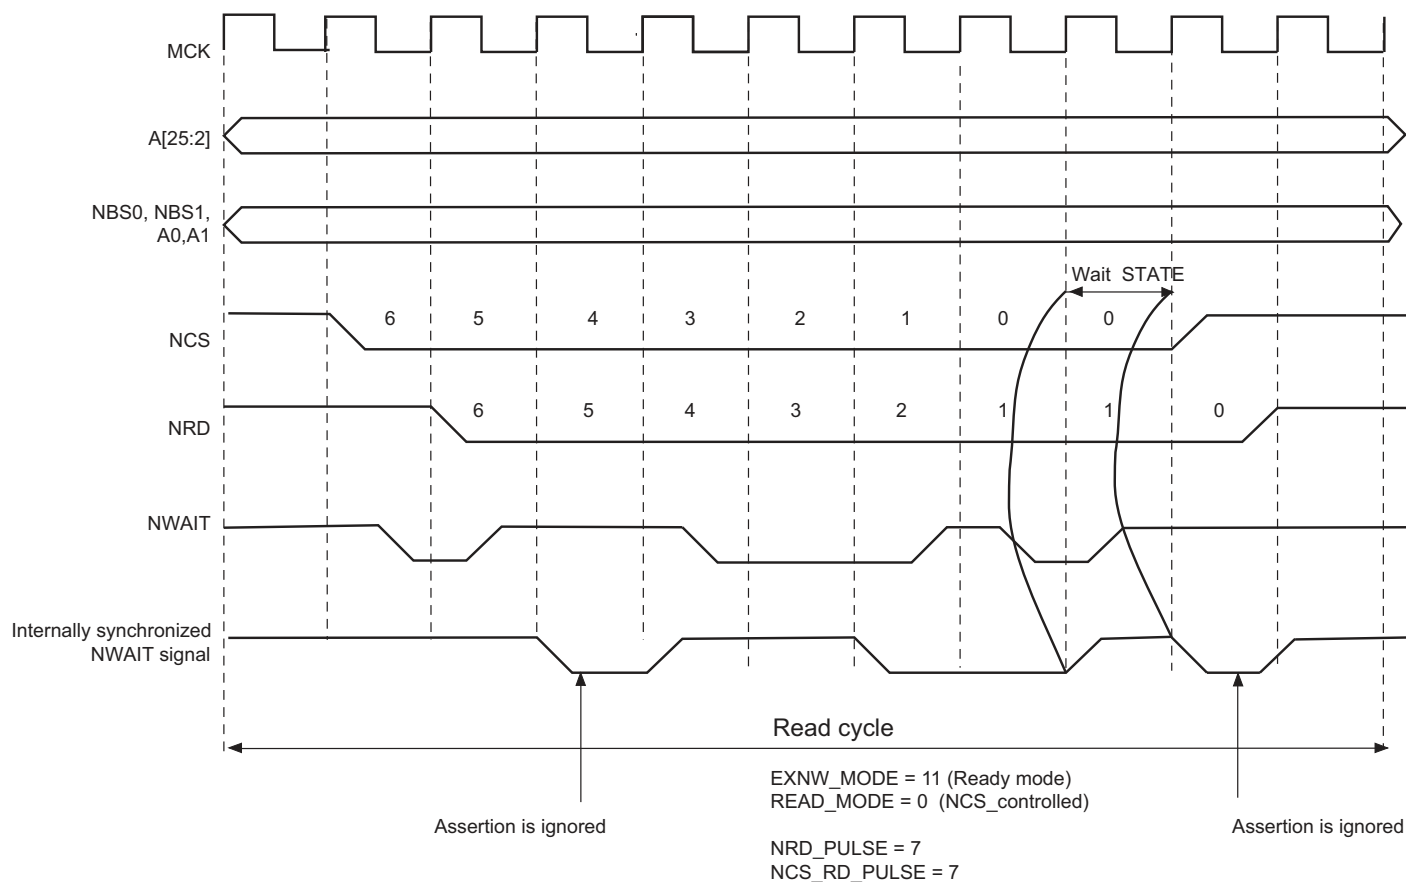 MCK
A[25:2]
NBS0, NBS1,
A0,A1
Wait STATE
6 5 4 3 2 1 0 0
NCS
6 5 4 3 2 1 1 0
NRD
NWAIT
Internally synchronized
NWAIT signal
Read cycle
EXNW_MODE = 11 (Ready mode)
READ_MODE = 0 (NCS_controlled)
Assertion is ignored
Assertion is ignored
NRD_PULSE = 7
NCS_RD_PULSE = 7